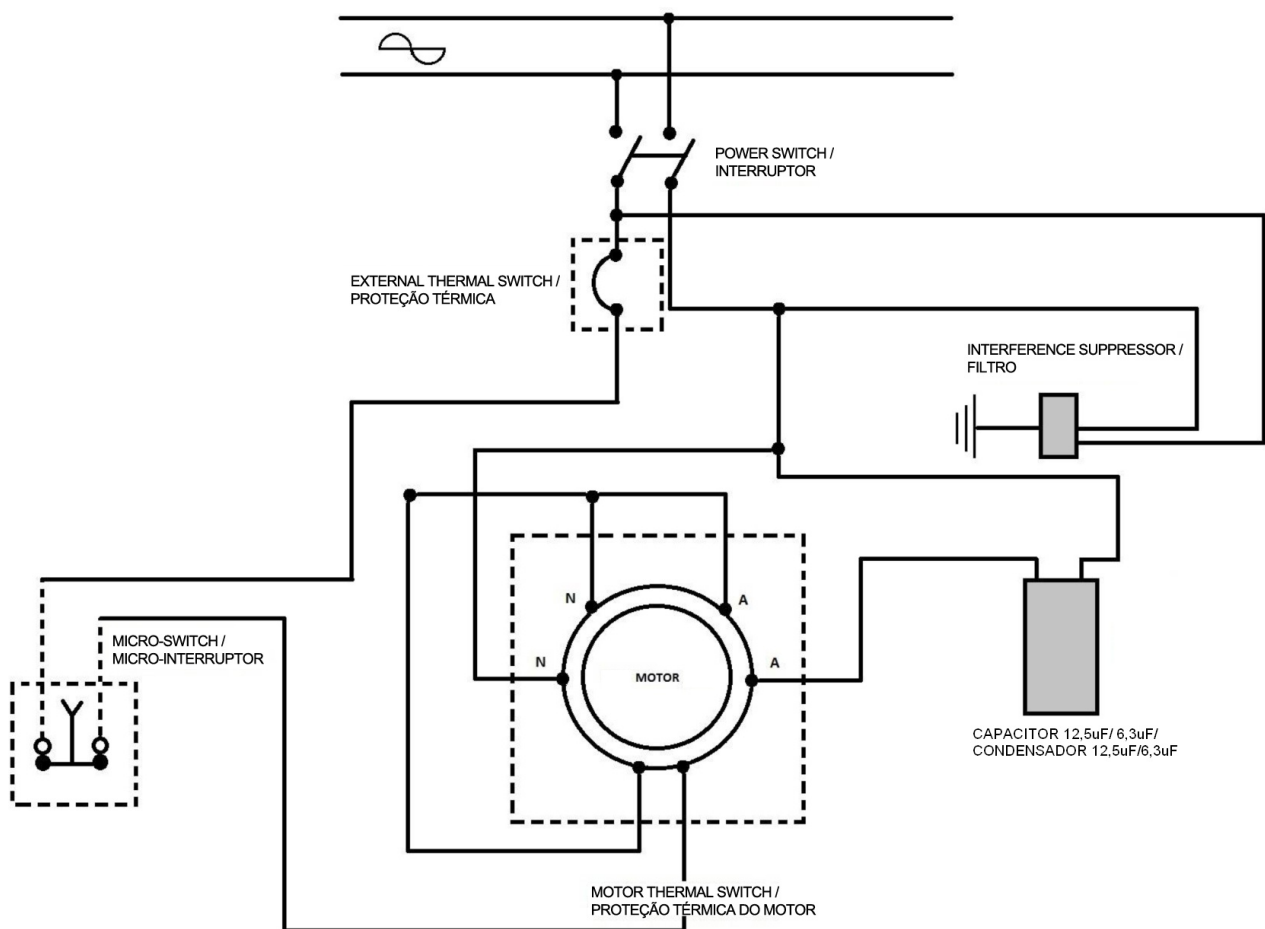 POWER SWITCH /
INTERRUPTOR
EXTERNAL THERMAL SWITCH /
PROTEÇÃO TÉRMICA
INTERFERENCE SUPPRESSOR /
FILTRO
N
A
MICRO-SWITCH /
MICRO-INTERRUPTOR
N
A
MOTOR
CAPACITOR 12,5uF/ 6,3uF/
CONDENSADOR 12,5uF/6,3uF
MOTOR THERMAL SWITCH /
PROTEÇÃO TÉRMICA DO MOTOR